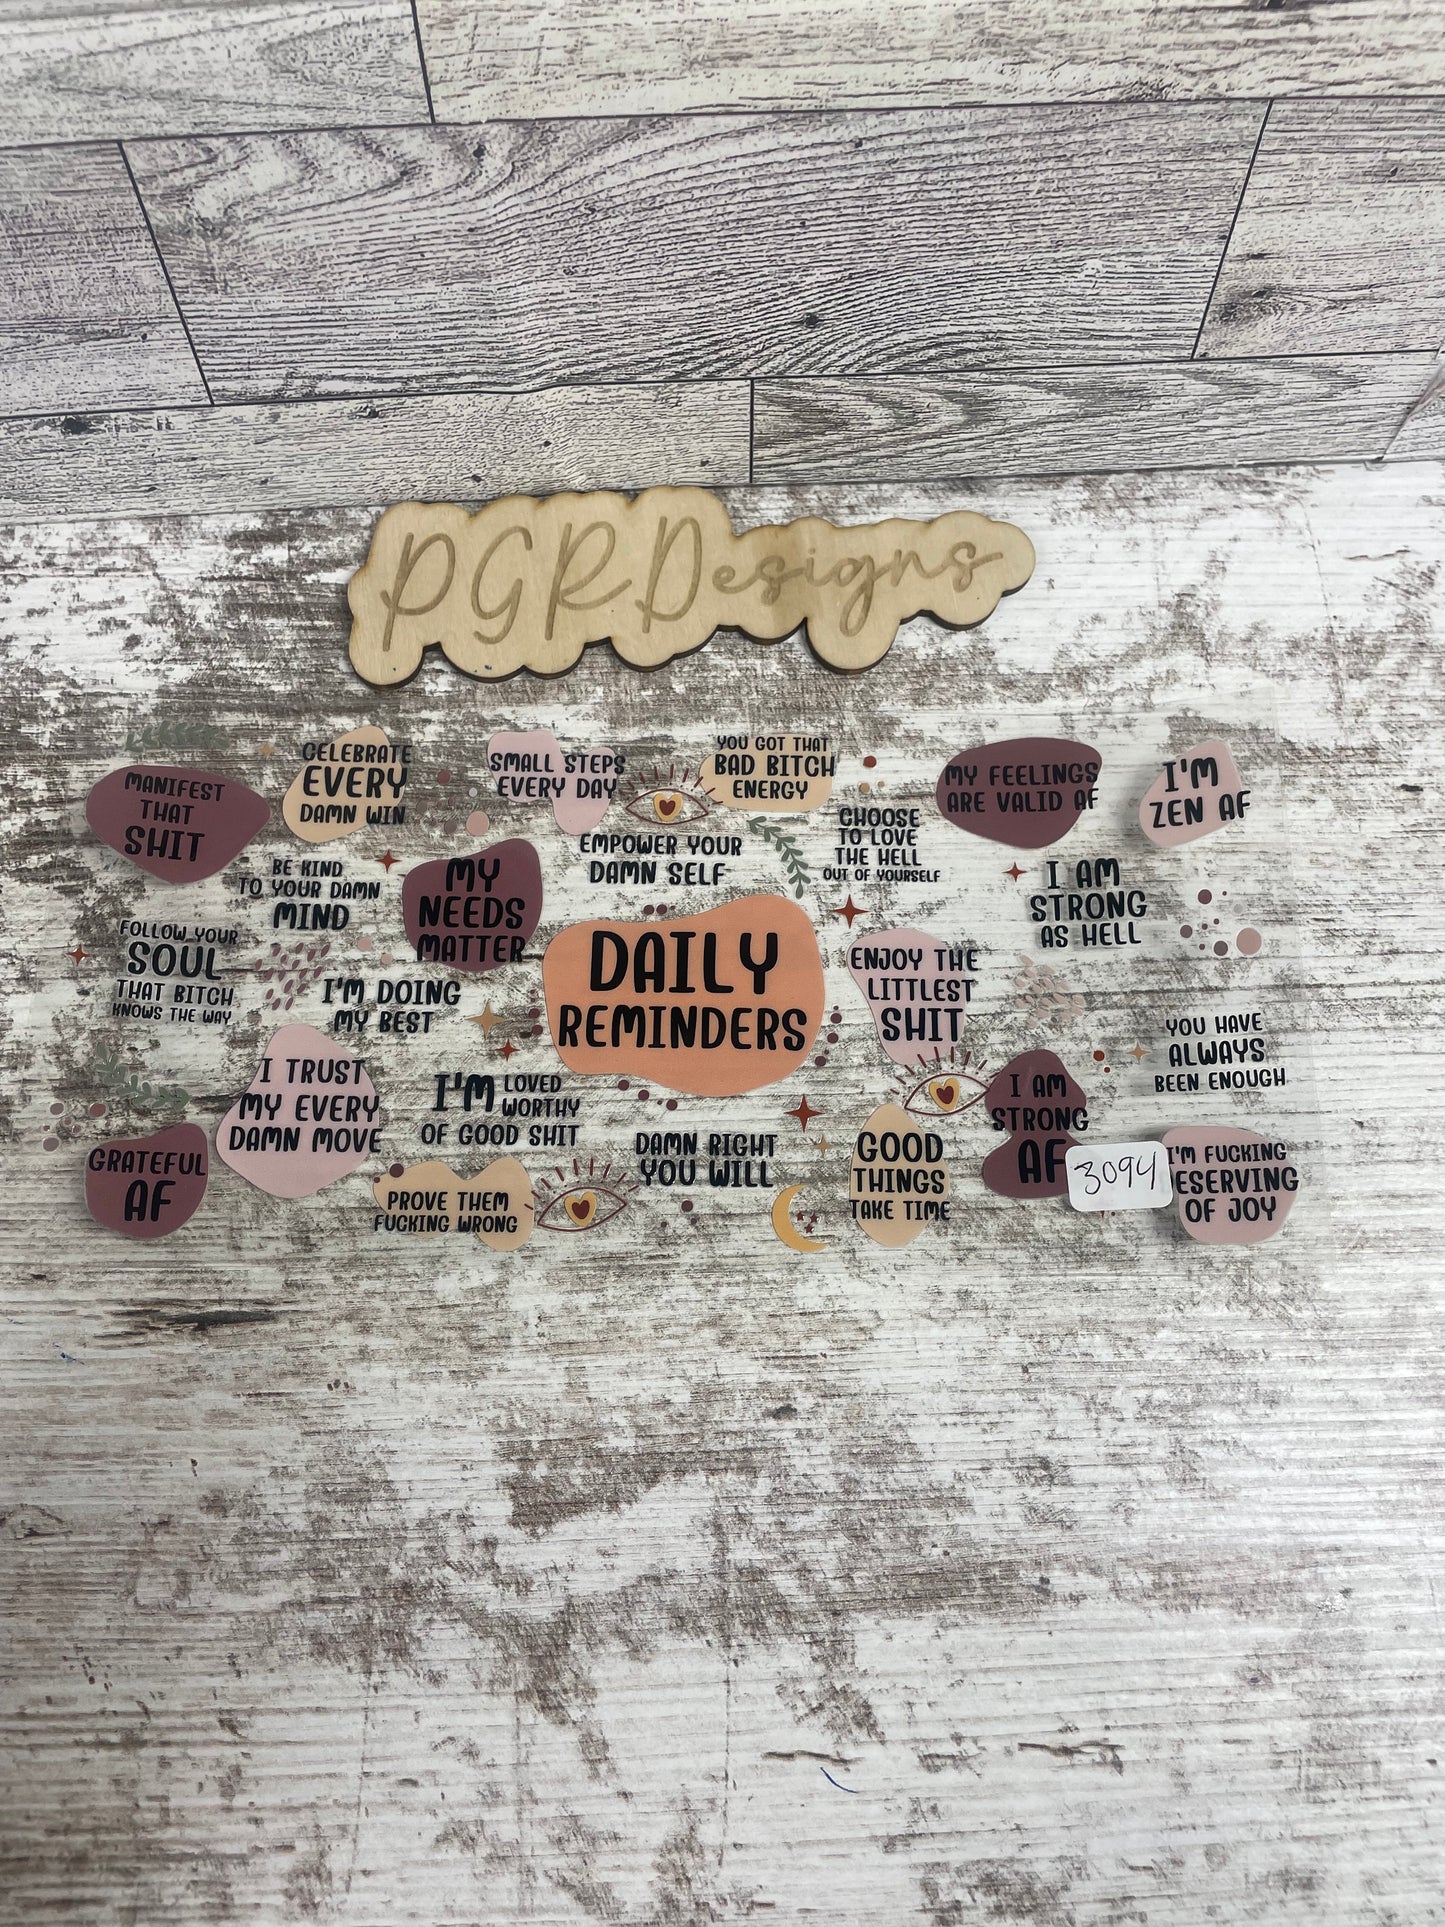 PGRDesigns
MANIFEST
THAT
SHIT
CELEBRATE
EVERY
DAMN WIN
SMALL STEPS
EVERY DAY
YOU GOT THAT
BAD BITCH
ENERGY
MY FEELINGS
ARE VALID AF
I'M
ZEN AF
BE KIND
TO YOUR DAMN
MIND
MY
NEEDS
MATTER
EMPOWER YOUR
DAMN SELF
CHOOSE
TO LOVE
THE HELL
OUT OF YOURSELF
I AM
STRONG
AS HELL
FOLLOW YOUR
SOUL
THAT BITCH
KNOWS THE WAY
I'M DOING
MY BEST
DAILY
REMINDERS
ENJOY THE
LITTLEST
SHIT
YOU HAVE
ALWAYS
BEEN ENOUGH
I TRUST
MY EVERY
DAMN MOVE
I'M LOVED
WORTHY
OF GOOD SHIT
DAMN RIGHT
YOU WILL
GOOD
THINGS
TAKE TIME
I AM
STRONG
AF
3094
I'M FUCKING
ESERVING
OF JOY
GRATEFUL
AF
PROVE THEM
FUCKING WRONG